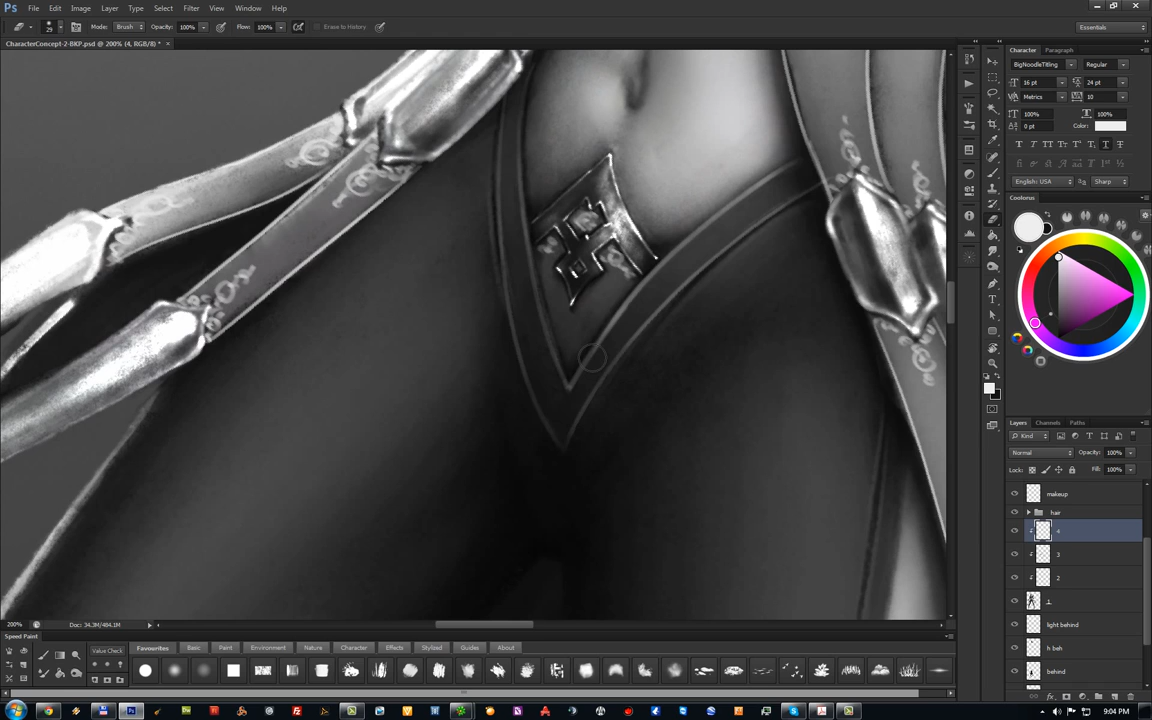 Ps File Edit Image Layer Type Select Filter View Window Help
29 Mode: Brush Opacity: 100% Flow: 100% Erase to History Essentials
CharacterConcept-2-BKP.psd @ 200% (4, RGB/8) * ×
Character Paragraph
BigNoodleTitling Regular
16 pt 24 pt
Metrics 10
100% 100%
0 pt Color:
English: USA Sharp
Coolorus
Layers Channels Paths
Kind
Normal Opacity: 100%
Lock: Fill: 100%
makeup
hair
4
3
2
1
light behind
h beh
behind
200% Doc: 34.3M/484.1M
Speed Paint
Value Check Favourites Basic Paint Environment Nature Character Effects Stylized Guides About
9:04 PM